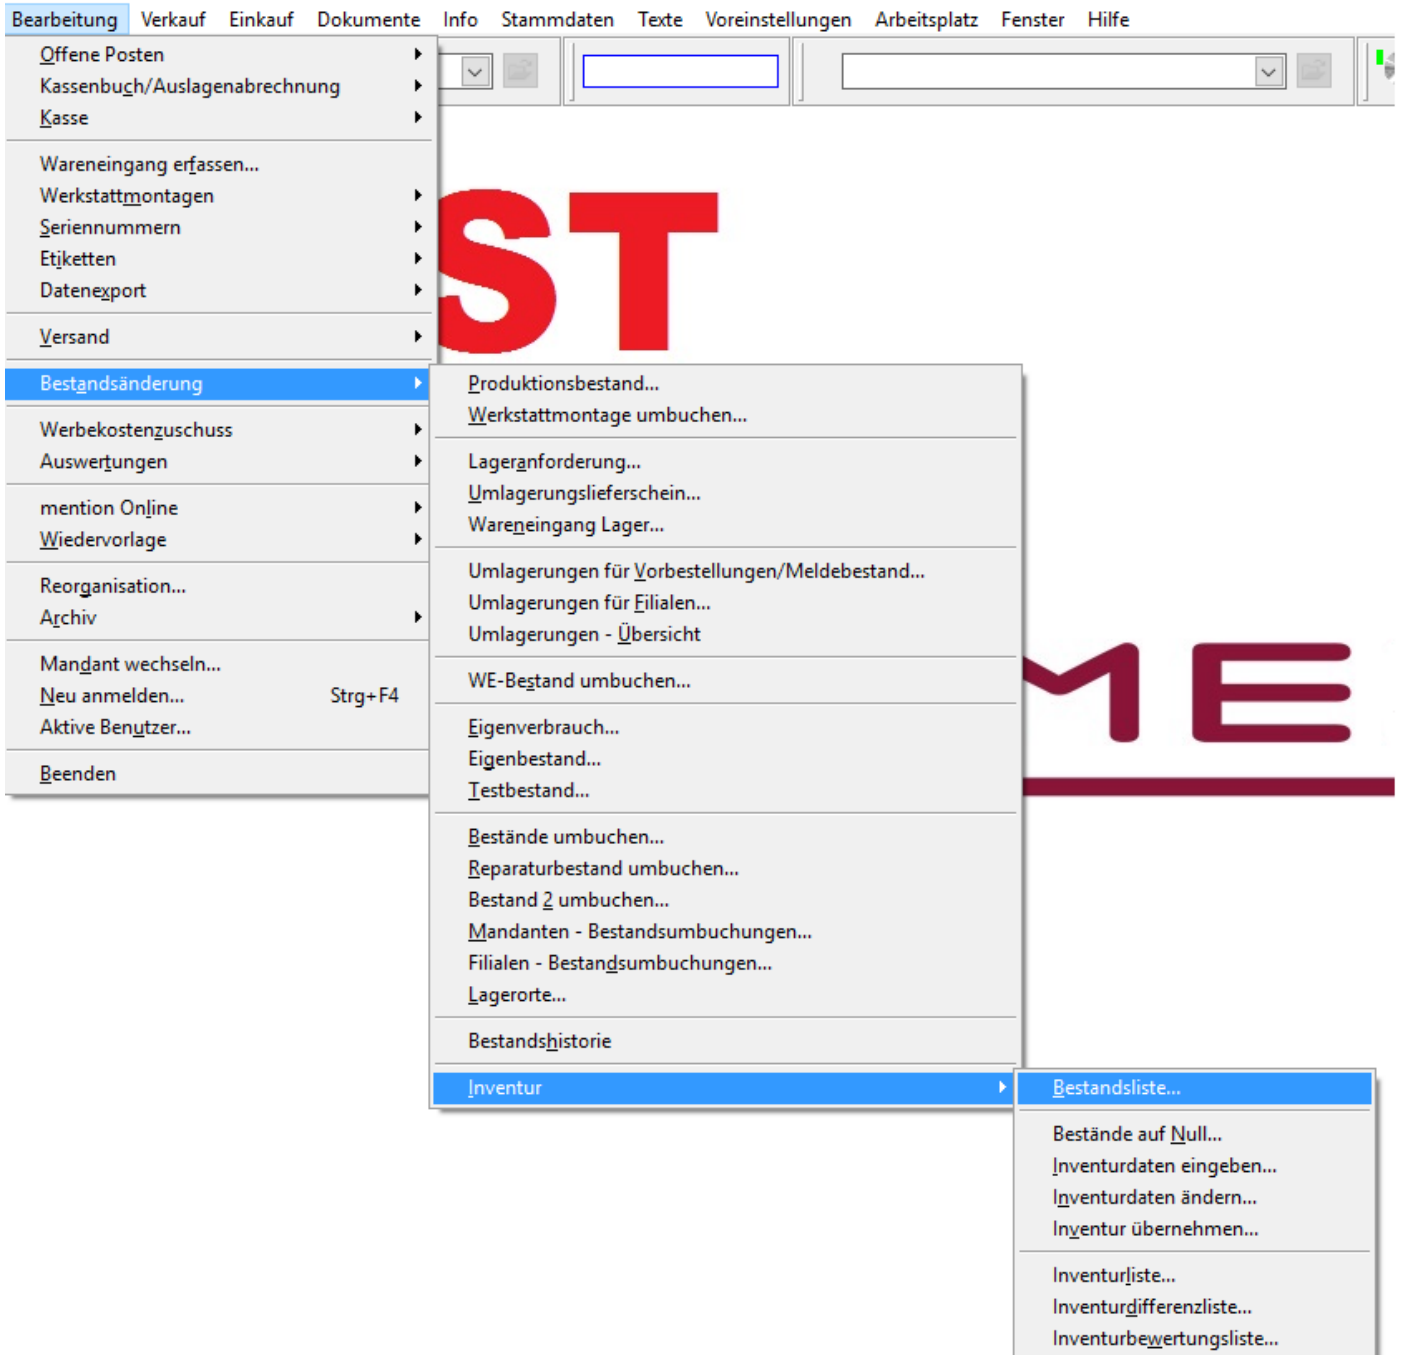 Bearbeitung Verkauf Einkauf Dokumente Info Stammdaten Texte Voreinstellungen Arbeitsplatz Fenster Hilfe
Offene Posten
Kassenbuch/Auslagenabrechnung
Kasse
Wareneingang erfassen...
Werkstattmontagen
Seriennummern
Etiketten
Datenexport
Versand
Bestandsänderung
Werbekostenzuschuss
Auswertungen
mention Online
Wiedervorlage
Reorganisation...
Archiv
Mandant wechseln...
Neu anmelden... Strg+F4
Aktive Benutzer...
Beenden
ST
ME
Produktionsbestand...
Werkstattmontage umbuchen...
Lageranforderung...
Umlagerungslieferschein...
Wareneingang Lager...
Umlagerungen für Vorbestellungen/Meldebestand...
Umlagerungen für Filialen...
Umlagerungen - Übersicht
WE-Bestand umbuchen...
Eigenverbrauch...
Eigenbestand...
Testbestand...
Bestände umbuchen...
Reparaturbestand umbuchen...
Bestand 2 umbuchen...
Mandanten - Bestandsumbuchungen...
Filialen - Bestandsumbuchungen...
Lagerorte...
Bestandshistorie
Inventur
Bestandsliste...
Bestände auf Null...
Inventurdaten eingeben...
Inventurdaten ändern...
Inventur übernehmen...
Inventurliste...
Inventurdifferenzliste...
Inventurbewertungsliste...